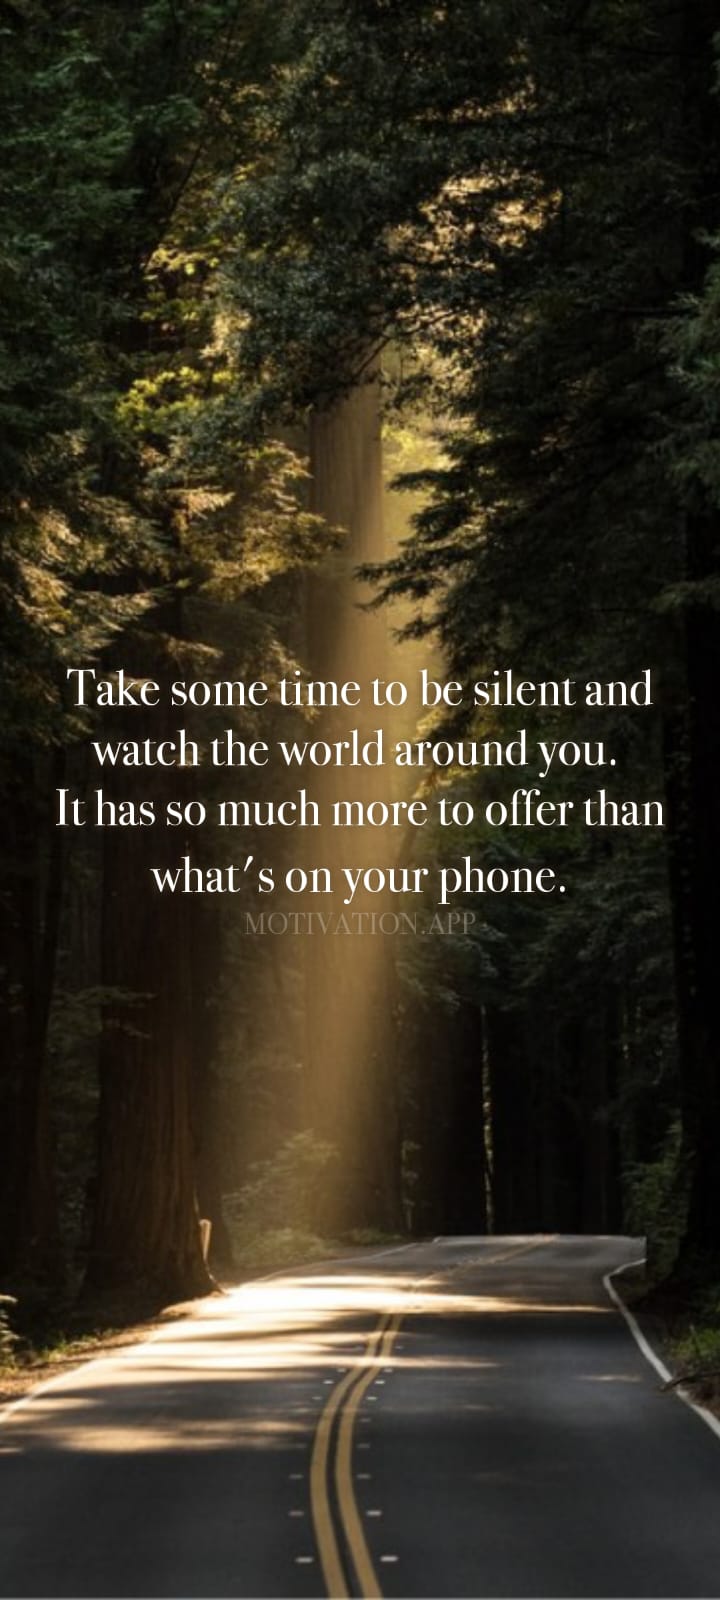 Take some time to be silent and
watch the world around you.
It has so much more to offer than
what's on your phone.
MOTIVATION.APP